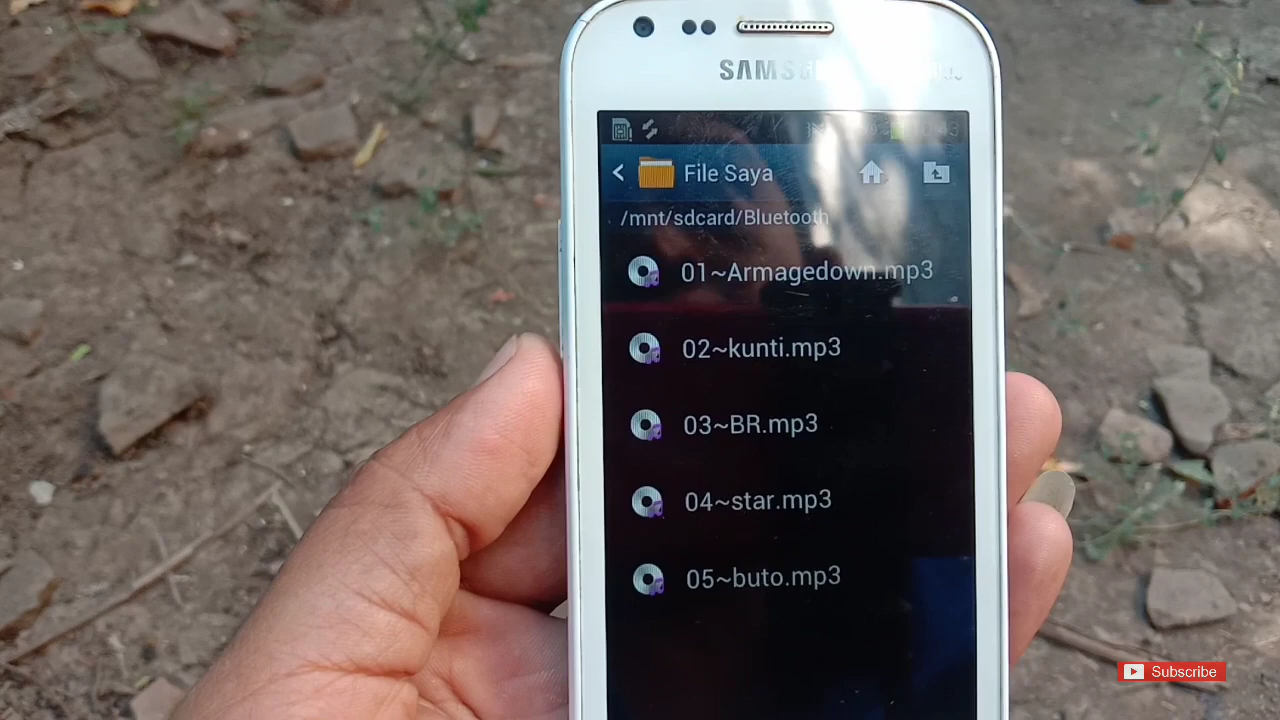 SAMSUNG
File Saya
/mnt/sdcard/Bluetooth
01~Armagedown.mp3
02~kunti.mp3
03~BR.mp3
04~star.mp3
05~buto.mp3
Subscribe